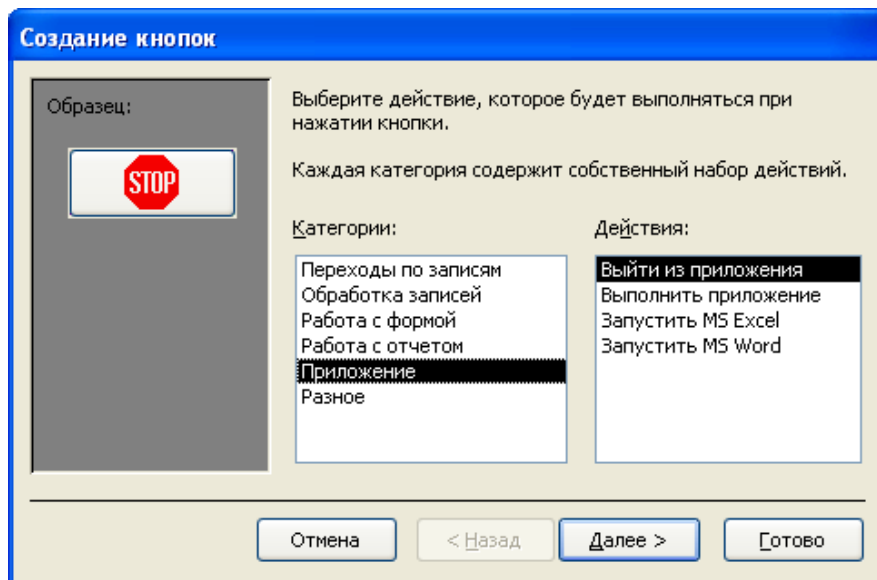 Создание кнопок
Образец:
STOP
Выберите действие, которое будет выполняться при
нажатии кнопки.
Каждая категория содержит собственный набор действий.
Категории:
Переходы по записям
Обработка записей
Работа с формой
Работа с отчетом
Приложение
Разное
Действия:
Выйти из приложения
Выполнить приложение
Запустить MS Excel
Запустить MS Word
Отмена
< Назад
Далее >
Готово